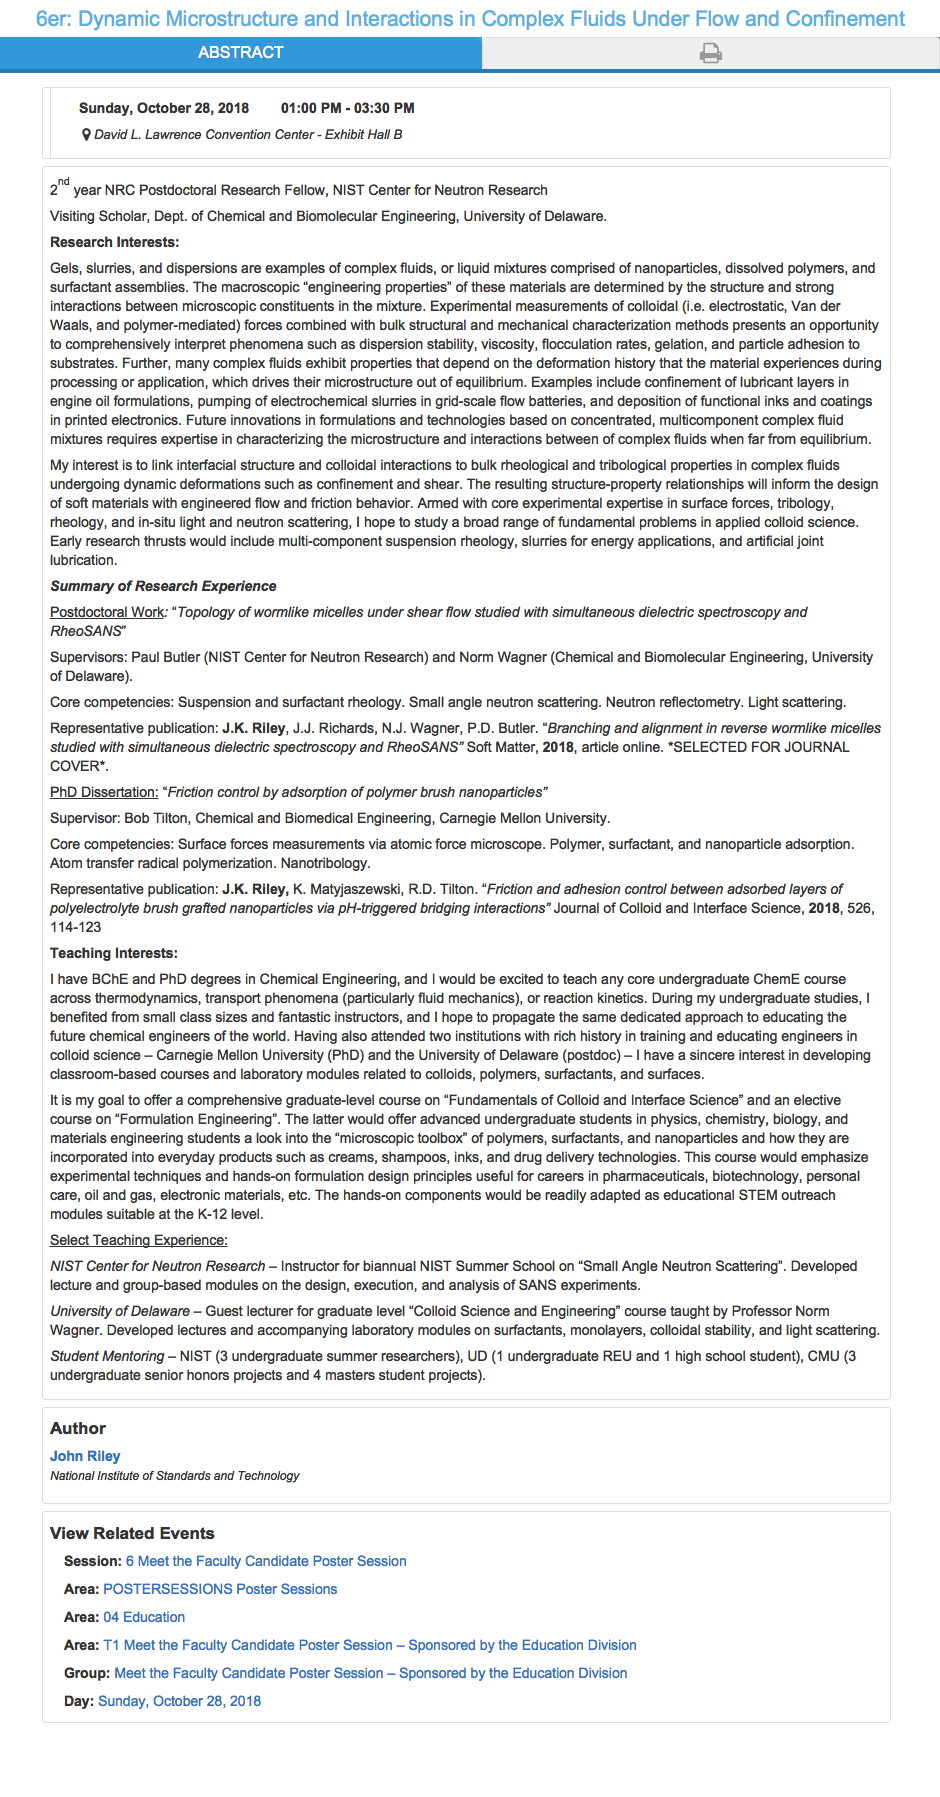 6er: Dynamic Microstructure and Interactions in Complex Fluids Under Flow and Confinement
ABSTRACT
Sunday, October 28, 2018 01:00 PM - 03:30 PM
David L. Lawrence Convention Center - Exhibit Hall B
2nd year NRC Postdoctoral Research Fellow, NIST Center for Neutron Research
Visiting Scholar, Dept. of Chemical and Biomolecular Engineering, University of Delaware.
Research Interests:
Gels, slurries, and dispersions are examples of complex fluids, or liquid mixtures comprised of nanoparticles, dissolved polymers, and
surfactant assemblies. The macroscopic “engineering properties” of these materials are determined by the structure and strong
interactions between microscopic constituents in the mixture. Experimental measurements of colloidal (i.e. electrostatic, Van der
Waals, and polymer-mediated) forces combined with bulk structural and mechanical characterization methods presents an opportunity
to comprehensively interpret phenomena such as dispersion stability, viscosity, flocculation rates, gelation, and particle adhesion to
substrates. Further, many complex fluids exhibit properties that depend on the deformation history that the material experiences during
processing or application, which drives their microstructure out of equilibrium. Examples include confinement of lubricant layers in
engine oil formulations, pumping of electrochemical slurries in grid-scale flow batteries, and deposition of functional inks and coatings
in printed electronics. Future innovations in formulations and technologies based on concentrated, multicomponent complex fluid
mixtures requires expertise in characterizing the microstructure and interactions between of complex fluids when far from equilibrium.
My interest is to link interfacial structure and colloidal interactions to bulk rheological and tribological properties in complex fluids
undergoing dynamic deformations such as confinement and shear. The resulting structure-property relationships will inform the design
of soft materials with engineered flow and friction behavior. Armed with core experimental expertise in surface forces, tribology,
rheology, and in-situ light and neutron scattering, I hope to study a broad range of fundamental problems in applied colloid science.
Early research thrusts would include multi-component suspension rheology, slurries for energy applications, and artificial joint
lubrication.
Summary of Research Experience
Postdoctoral Work: “Topology of wormlike micelles under shear flow studied with simultaneous dielectric spectroscopy and
RheoSANS”
Supervisors: Paul Butler (NIST Center for Neutron Research) and Norm Wagner (Chemical and Biomolecular Engineering, University
of Delaware).
Core competencies: Suspension and surfactant rheology. Small angle neutron scattering. Neutron reflectometry. Light scattering.
Representative publication: J.K. Riley, J.J. Richards, N.J. Wagner, P.D. Butler. “Branching and alignment in reverse wormlike micelles
studied with simultaneous dielectric spectroscopy and RheoSANS” Soft Matter, 2018, article online. *SELECTED FOR JOURNAL
COVER*.
PhD Dissertation: “Friction control by adsorption of polymer brush nanoparticles”
Supervisor: Bob Tilton, Chemical and Biomedical Engineering, Carnegie Mellon University.
Core competencies: Surface forces measurements via atomic force microscope. Polymer, surfactant, and nanoparticle adsorption.
Atom transfer radical polymerization. Nanotribology.
Representative publication: J.K. Riley, K. Matyjaszewski, R.D. Tilton. “Friction and adhesion control between adsorbed layers of
polyelectrolyte brush grafted nanoparticles via pH-triggered bridging interactions” Journal of Colloid and Interface Science, 2018, 526,
114-123
Teaching Interests:
I have BChE and PhD degrees in Chemical Engineering, and I would be excited to teach any core undergraduate ChemE course
across thermodynamics, transport phenomena (particularly fluid mechanics), or reaction kinetics. During my undergraduate studies, I
benefited from small class sizes and fantastic instructors, and I hope to propagate the same dedicated approach to educating the
future chemical engineers of the world. Having also attended two institutions with rich history in training and educating engineers in
colloid science – Carnegie Mellon University (PhD) and the University of Delaware (postdoc) – I have a sincere interest in developing
classroom-based courses and laboratory modules related to colloids, polymers, surfactants, and surfaces.
It is my goal to offer a comprehensive graduate-level course on “Fundamentals of Colloid and Interface Science” and an elective
course on “Formulation Engineering”. The latter would offer advanced undergraduate students in physics, chemistry, biology, and
materials engineering students a look into the “microscopic toolbox” of polymers, surfactants, and nanoparticles and how they are
incorporated into everyday products such as creams, shampoos, inks, and drug delivery technologies. This course would emphasize
experimental techniques and hands-on formulation design principles useful for careers in pharmaceuticals, biotechnology, personal
care, oil and gas, electronic materials, etc. The hands-on components would be readily adapted as educational STEM outreach
modules suitable at the K-12 level.
Select Teaching Experience:
NIST Center for Neutron Research – Instructor for biannual NIST Summer School on “Small Angle Neutron Scattering”. Developed
lecture and group-based modules on the design, execution, and analysis of SANS experiments.
University of Delaware – Guest lecturer for graduate level “Colloid Science and Engineering” course taught by Professor Norm
Wagner. Developed lectures and accompanying laboratory modules on surfactants, monolayers, colloidal stability, and light scattering.
Student Mentoring – NIST (3 undergraduate summer researchers), UD (1 undergraduate REU and 1 high school student), CMU (3
undergraduate senior honors projects and 4 masters student projects).
Author
John Riley
National Institute of Standards and Technology
View Related Events
Session: 6 Meet the Faculty Candidate Poster Session
Area: POSTERSESSIONS Poster Sessions
Area: 04 Education
Area: T1 Meet the Faculty Candidate Poster Session – Sponsored by the Education Division
Group: Meet the Faculty Candidate Poster Session – Sponsored by the Education Division
Day: Sunday, October 28, 2018